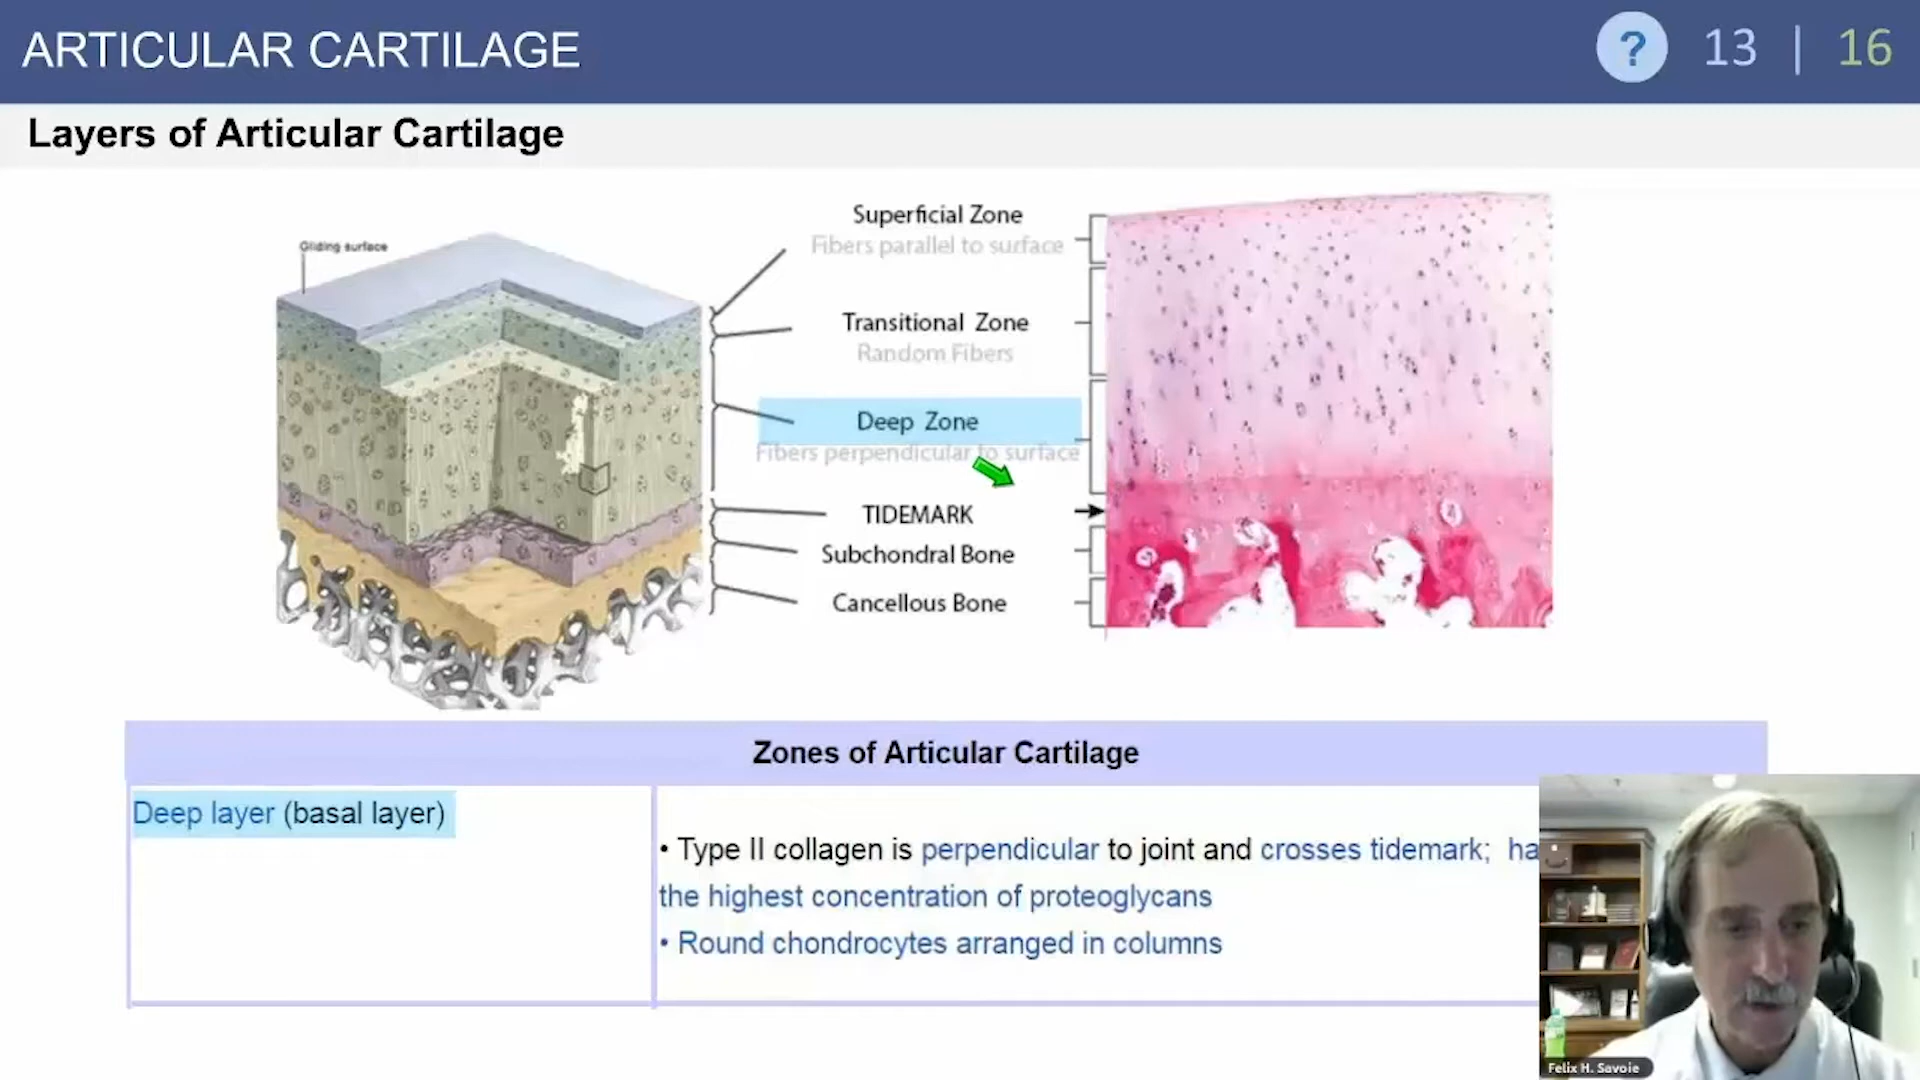 ARTICULAR CARTILAGE
? 13 | 16
Layers of Articular Cartilage
Gliding surface
Superficial Zone
Fibers parallel to surface
Transitional Zone
Random Fibers
Deep Zone
Fibers perpendicular to surface
TIDEMARK
Subchondral Bone
Cancellous Bone
Zones of Articular Cartilage
Deep layer (basal layer)
• Type II collagen is perpendicular to joint and crosses tidemark; ha
the highest concentration of proteoglycans
• Round chondrocytes arranged in columns
Felix H. Savoie